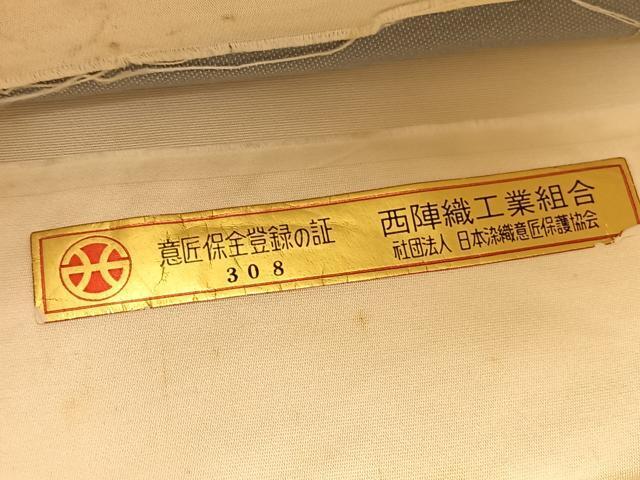 意匠保全登録の証
308
西陣織工業組合
社団法人 日本染織意匠保護協会